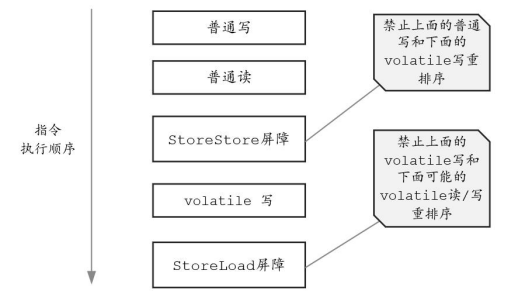 普通写
普通读
StoreStore屏障
volatile 写
StoreLoad屏障
指令
执行顺序
禁止上面的普通
写和下面的
volatile写重
排序
禁止上面的
volatile写和
下面可能的
volatile读/写
重排序